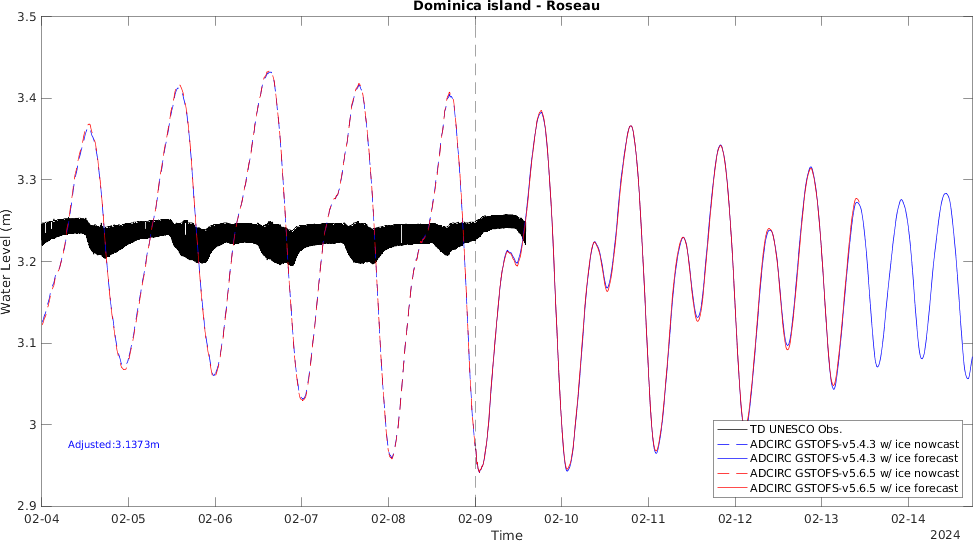 Dominica island - Roseau
3.5
3.4
3.3
3.2
3.1
3
2.9
Water Level (m)
Adjusted:3.1373m
TD UNESCO Obs.
ADCIRC GSTOFS-v5.4.3 w/ ice nowcast
ADCIRC GSTOFS-v5.4.3 w/ ice forecast
ADCIRC GSTOFS-v5.6.5 w/ ice nowcast
ADCIRC GSTOFS-v5.6.5 w/ ice forecast
02-04 02-05 02-06 02-07 02-08 02-09 02-10 02-11 02-12 02-13 02-14
Time
2024